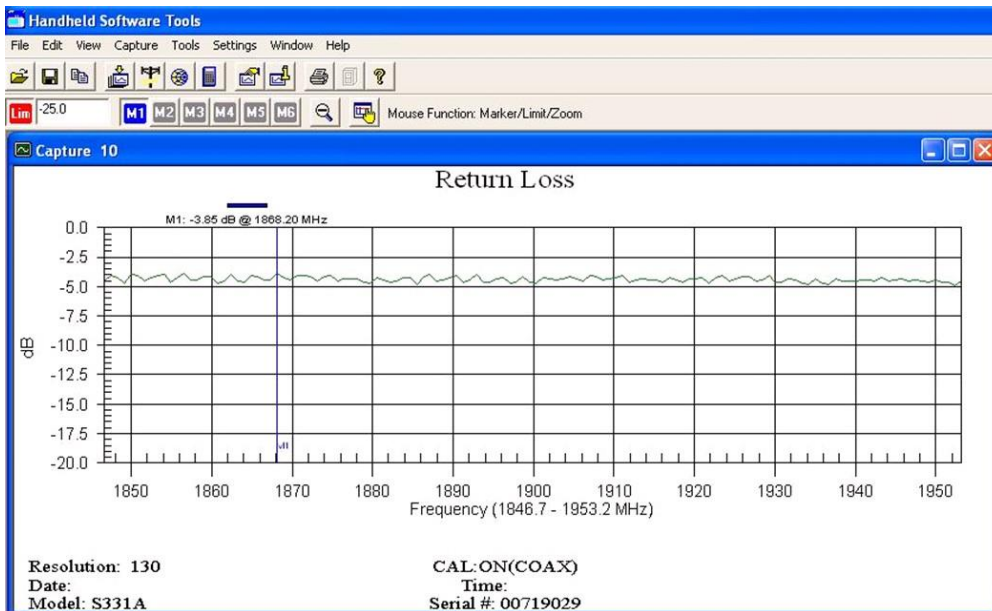 Handheld Software Tools
File Edit View Capture Tools Settings Window Help
Lim -25.0 M1 M2 M3 M4 M5 M6 Mouse Function: Marker/Limit/Zoom
Capture 10
Return Loss
M1: -3.85 dB @ 1868.20 MHz
0.0
-2.5
-5.0
-7.5
-10.0
-12.5
-15.0
-17.5
-20.0
dB
1850 1860 1870 1880 1890 1900 1910 1920 1930 1940 1950
Frequency (1846.7 - 1953.2 MHz)
Resolution: 130 CAL:ON(COAX)
Date: Time:
Model: S331A Serial #: 00719029